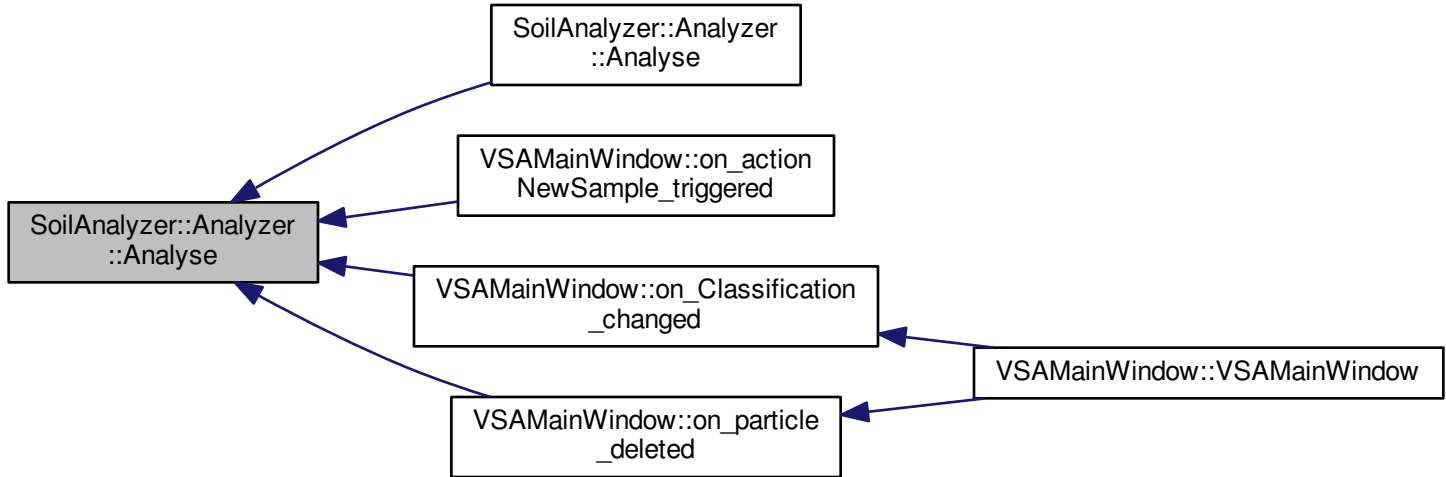 SoilAnalyzer::Analyzer
::Analyse
VSAMainWindow::on_action
NewSample_triggered
SoilAnalyzer::Analyzer
::Analyse
VSAMainWindow::on_Classification
_changed
VSAMainWindow::VSAMainWindow
VSAMainWindow::on_particle
_deleted